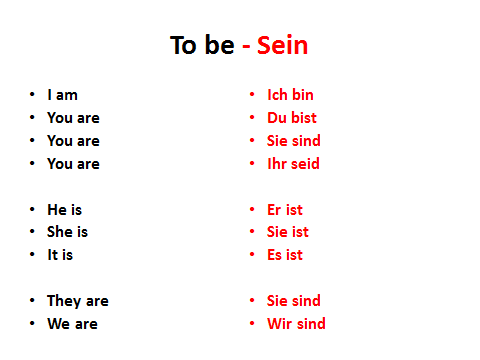 To be - Sein
• I am • Ich bin
• You are • Du bist
• You are • Sie sind
• You are • Ihr seid
• He is • Er ist
• She is • Sie ist
• It is • Es ist
• They are • Sie sind
• We are • Wir sind